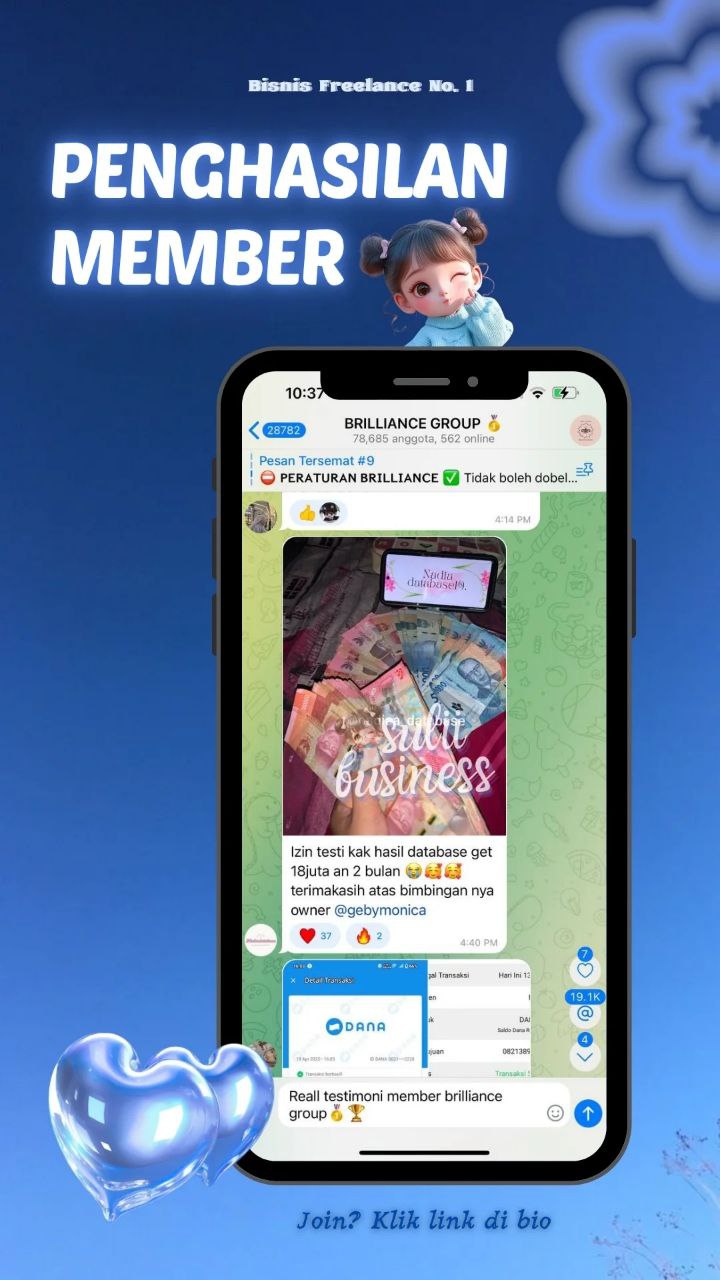 Bisnis Freelance No. 1
PENGHASILAN
MEMBER
10:37
28782
BRILLIANCE GROUP 🥇
78,685 anggota, 562 online
Pesan Tersemat #9
⛔ PERATURAN BRILLIANCE ✅ Tidak boleh dobel...
👍
4:14 PM
Nadia
database19.
_database
sulii
business
Izin testi kak hasil database get
18juta an 2 bulan 😭🥰🥰
terimakasih atas bimbingan nya
owner @gebymonica
❤️ 37 🔥 2
4:40 PM
7
Detail Transaksi
gal Transaksi Hari Ini 13
19.1K
@
DANA
Saldo Dana R
ujuan 0821389
4
Transaksi
Reall testimoni member brilliance
group🥇🏆
Join? Klik link di bio